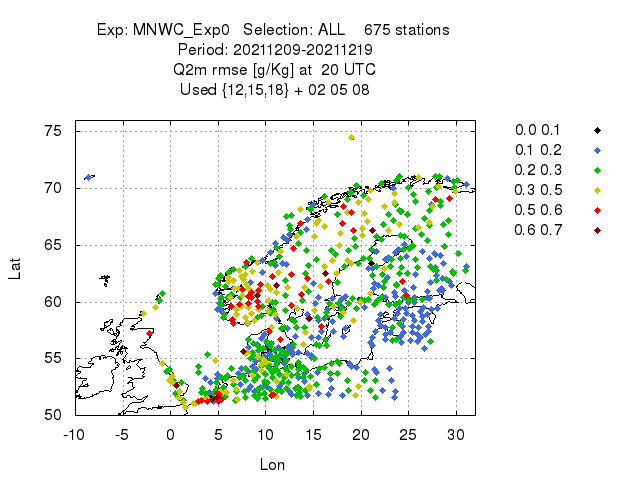 Exp: MNWC_Exp0 Selection: ALL 675 stations
Period: 20211209-20211219
Q2m rmse [g/Kg] at 20 UTC
Used {12,15,18} + 02 05 08
75
70
65
60
55
50
Lat
-10 -5 0 5 10 15 20 25 30
Lon
0.0 0.1
0.1 0.2
0.2 0.3
0.3 0.5
0.5 0.6
0.6 0.7